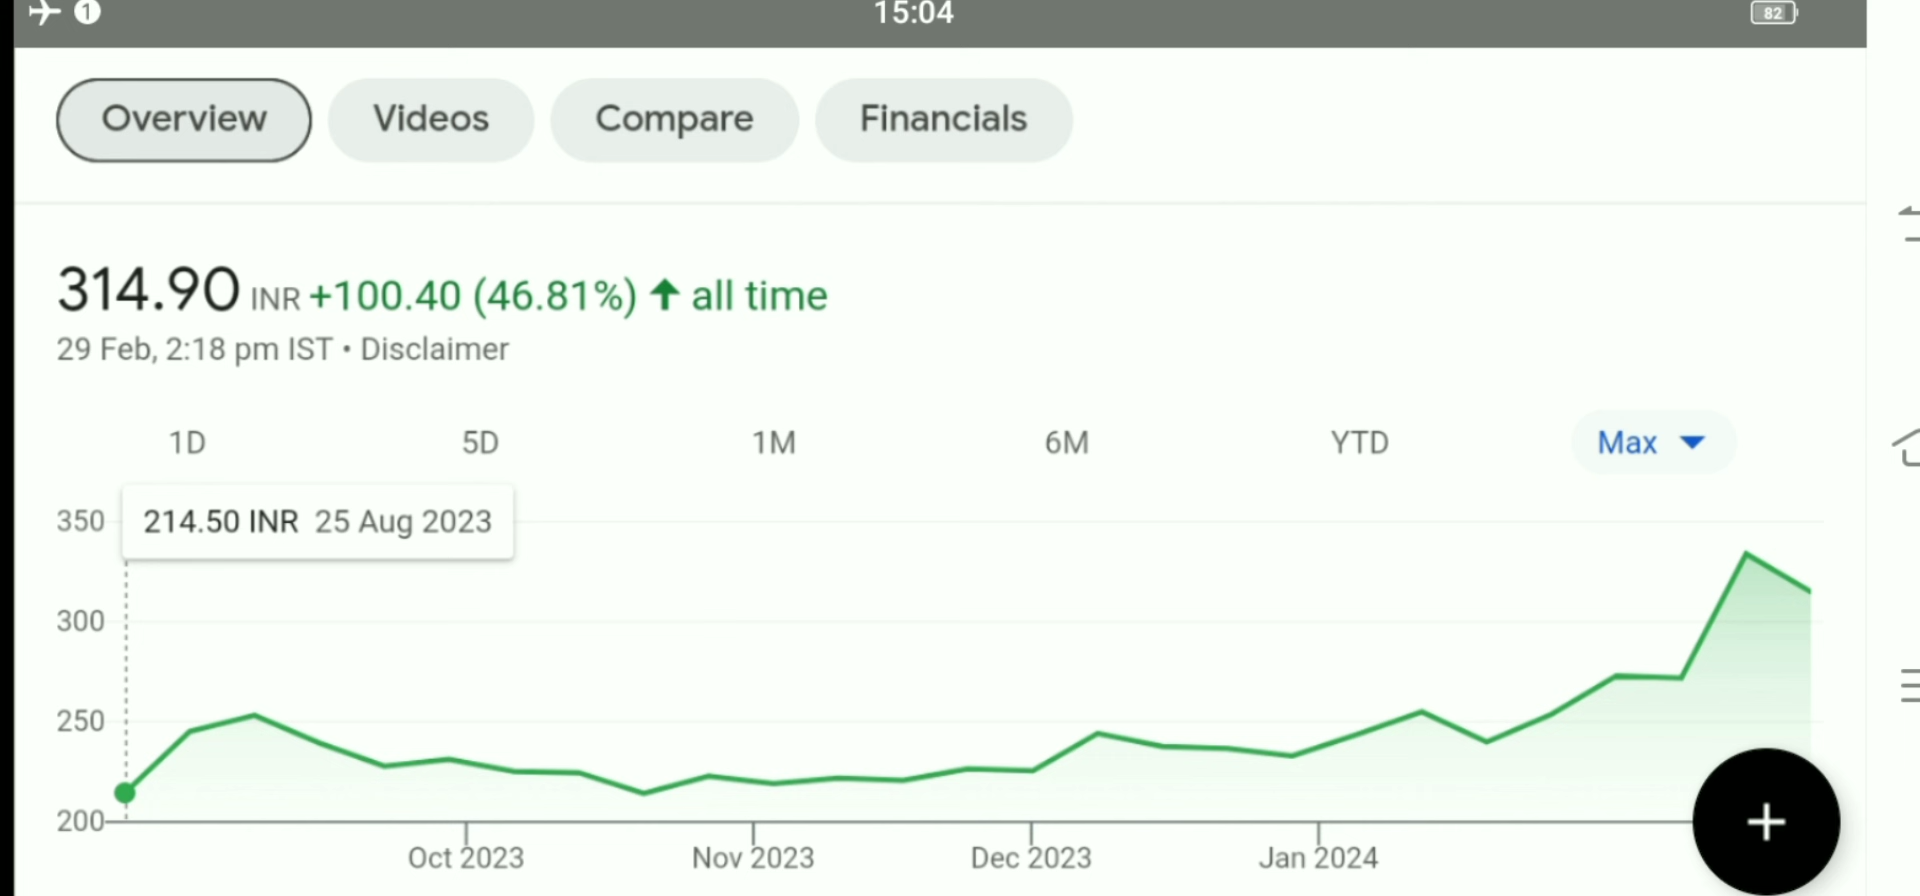 1 15:04 82
Overview Videos Compare Financials
314.90 INR +100.40 (46.81%) ↑ all time
29 Feb, 2:18 pm IST • Disclaimer
1D 5D 1M 6M YTD Max
350 214.50 INR 25 Aug 2023
300
250
200
Oct 2023 Nov 2023 Dec 2023 Jan 2024
+